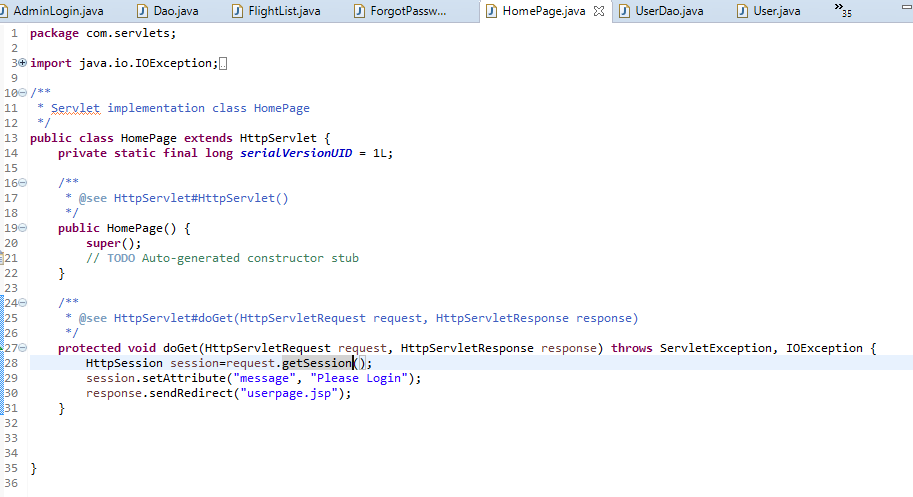 AdminLogin.java Dao.java FlightList.java ForgotPassw... HomePage.java UserDao.java User.java »35
1 package com.servlets;
2
3 import java.io.IOException;
9
10 /**
11  * Servlet implementation class HomePage
12  */
13 public class HomePage extends HttpServlet {
14     private static final long serialVersionUID = 1L;
15
16     /**
17      * @see HttpServlet#HttpServlet()
18      */
19     public HomePage() {
20         super();
21         // TODO Auto-generated constructor stub
22     }
23
24     /**
25      * @see HttpServlet#doGet(HttpServletRequest request, HttpServletResponse response)
26      */
27     protected void doGet(HttpServletRequest request, HttpServletResponse response) throws ServletException, IOException {
28         HttpSession session=request.getSession();
29         session.setAttribute("message", "Please Login");
30         response.sendRedirect("userpage.jsp");
31     }
32
33
34
35 }
36